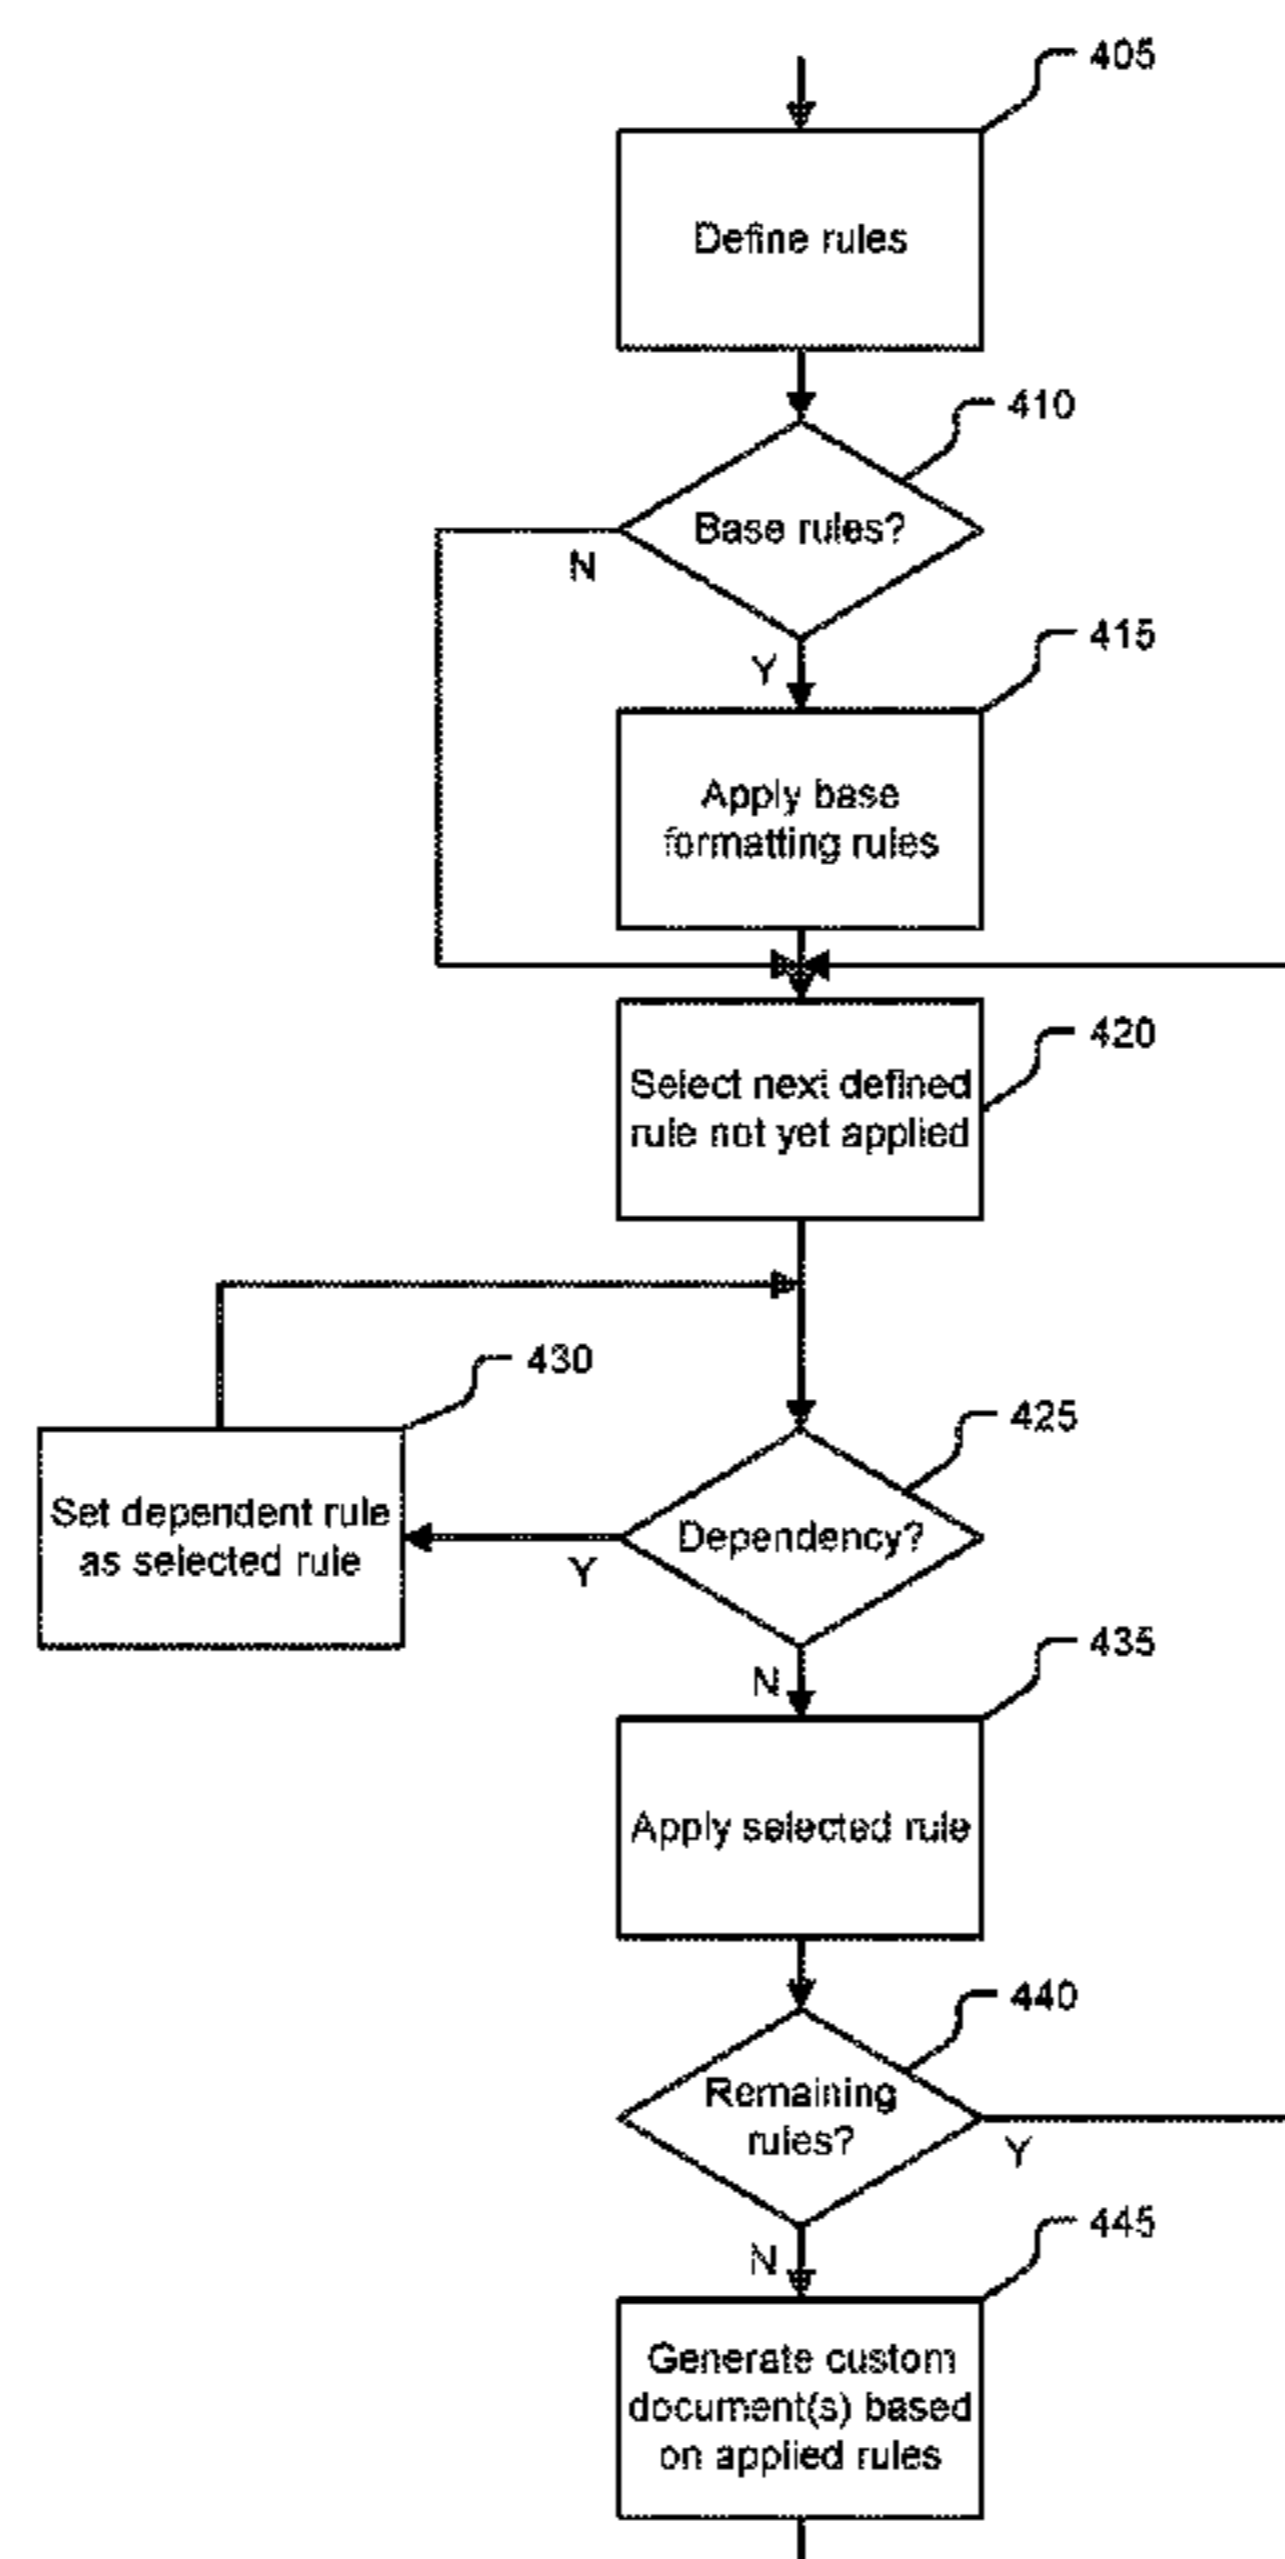 405
Define rules
410
Base rules?
N
Y
415
Apply base
formatting rules
420
Select next defined
rule not yet applied
430
425
Set dependent rule
as selected rule
Dependency?
Y
N
435
Apply selected rule
440
Remaining
rules?
Y
N
445
Generate custom
document(s) based
on applied rules